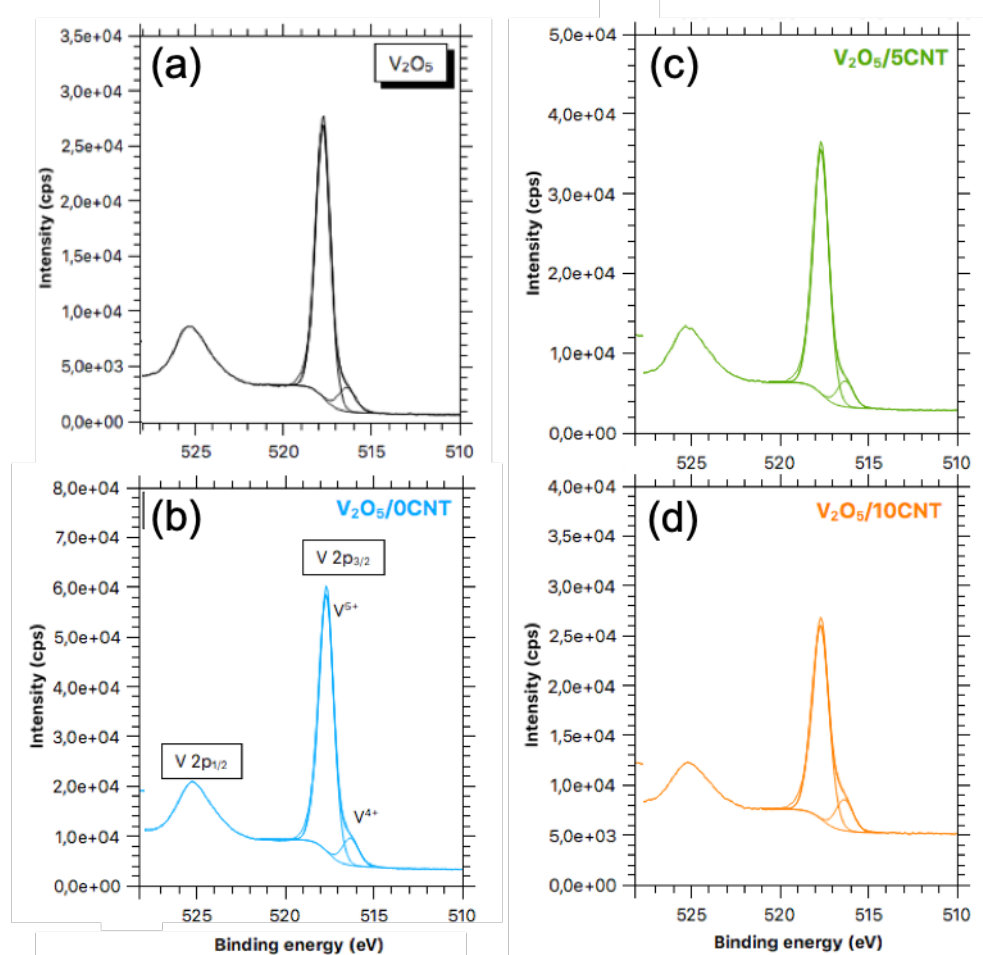 (a)
V₂O₅
3,5e+04
3,0e+04
2,5e+04
2,0e+04
1,5e+04
1,0e+04
5,0e+03
0,0e+00
Intensity (cps)
525
520
515
510
(c)
V₂O₅/5CNT
5,0e+04
4,0e+04
3,0e+04
2,0e+04
1,0e+04
0,0e+00
Intensity (cps)
525
520
515
510
(b)
V₂O₅/0CNT
V 2p₃/₂
V⁵⁺
V 2p₁/₂
V⁴⁺
8,0e+04
7,0e+04
6,0e+04
5,0e+04
4,0e+04
3,0e+04
2,0e+04
1,0e+04
0,0e+00
Intensity (cps)
525
520
515
510
Binding energy (eV)
(d)
V₂O₅/10CNT
4,0e+04
3,5e+04
3,0e+04
2,5e+04
2,0e+04
1,5e+04
1,0e+04
5,0e+03
0,0e+00
Intensity (cps)
525
520
515
510
Binding energy (eV)